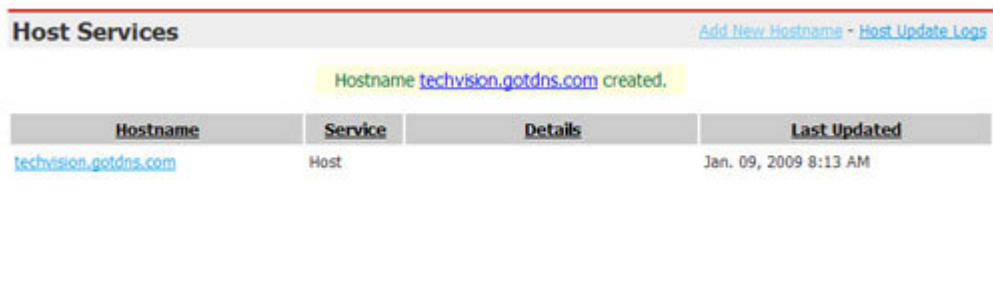 Host Services
Add New Hostname - Host Update Logs
Hostname techvision.gotdns.com created.
Hostname Service Details Last Updated
techvision.gotdns.com Host Jan. 09, 2009 8:13 AM